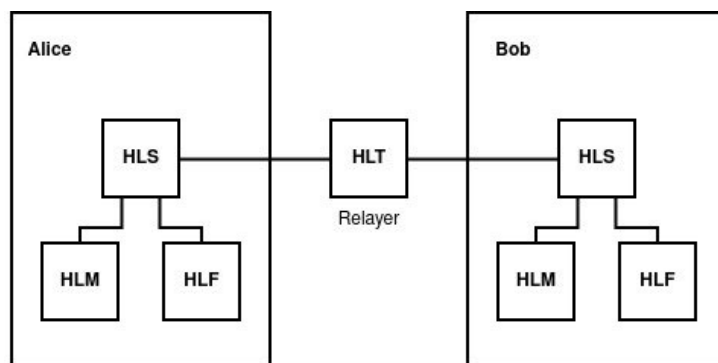 Alice
Bob
HLS
HLT
HLS
Relayer
HLM
HLF
HLM
HLF